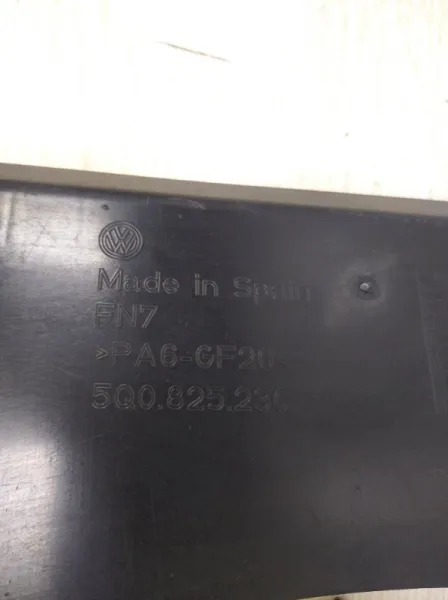 Made in Spain
FN7
>PA6-GF20
5Q0.825.23